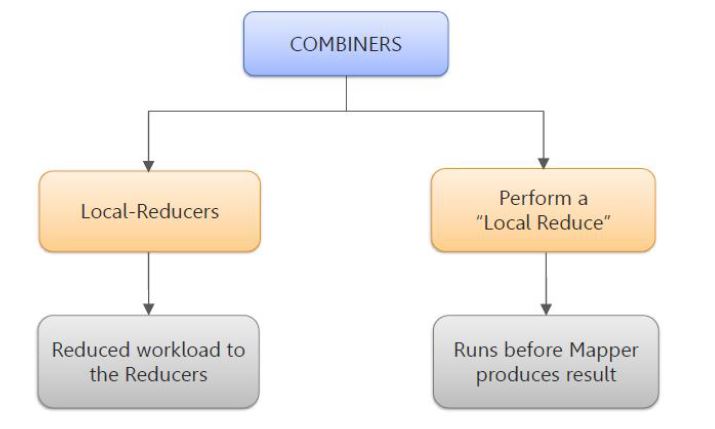 COMBINERS
Local-Reducers
Perform a
“Local Reduce”
Reduced workload to
the Reducers
Runs before Mapper
produces result